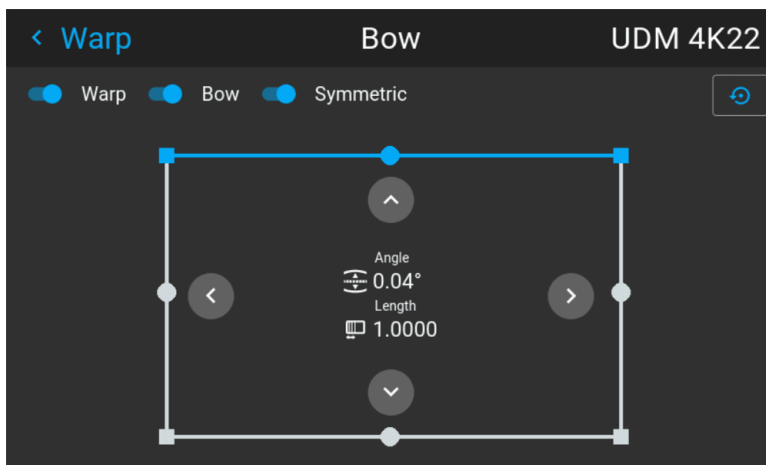 Warp Bow UDM 4K22
Warp Bow Symmetric
Angle
0.04°
Length
1.0000